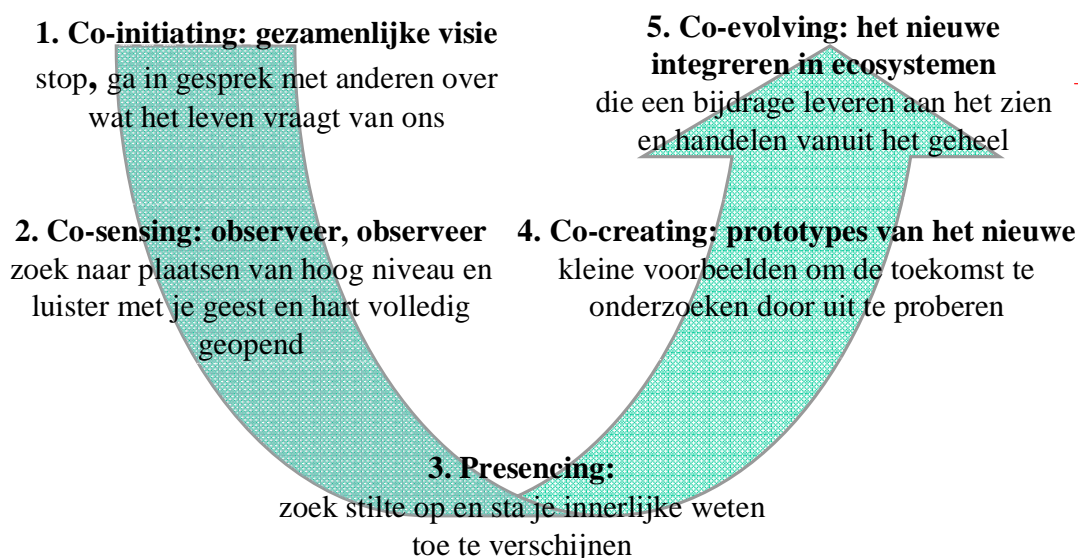 1. Co-initiating: gezamenlijke visie
stop, ga in gesprek met anderen over
wat het leven vraagt van ons
2. Co-sensing: observeer, observeer
zoek naar plaatsen van hoog niveau en
luister met je geest en hart volledig
geopend
3. Presencing:
zoek stilte op en sta je innerlijke weten
toe te verschijnen
4. Co-creating: prototypes van het nieuwe
kleine voorbeelden om de toekomst te
onderzoeken door uit te proberen
5. Co-evolving: het nieuwe
integreren in ecosystemen
die een bijdrage leveren aan het zien
en handelen vanuit het geheel